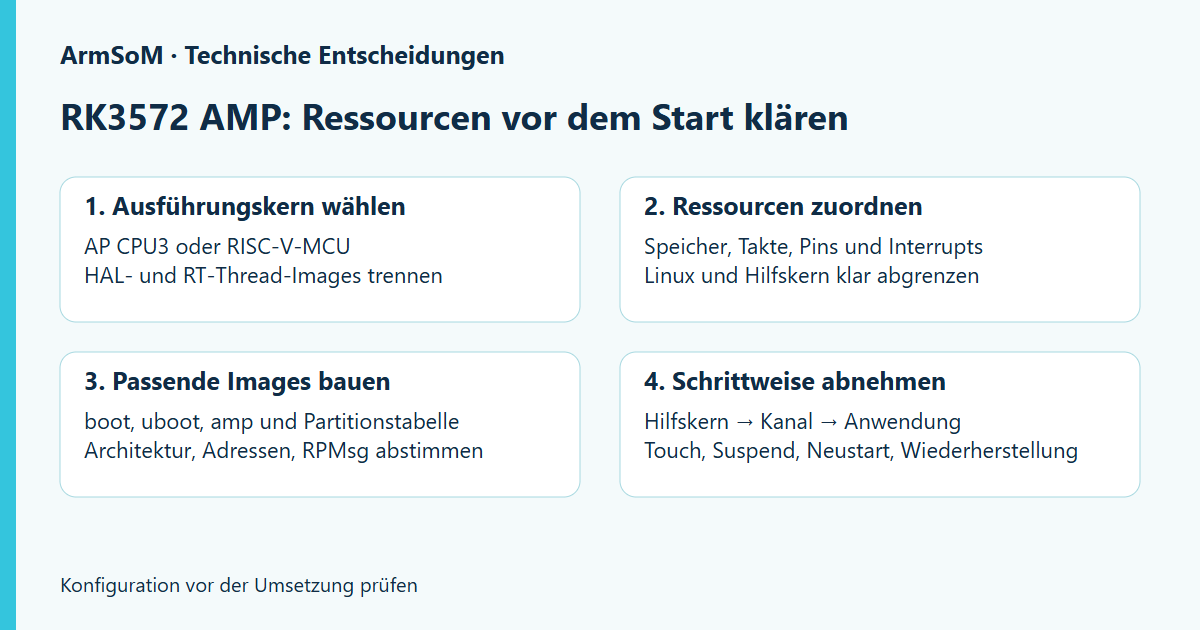 ArmSoM · Technische Entscheidungen
RK3572 AMP: Ressourcen vor dem Start klären
1. Ausführungskern wählen
AP CPU3 oder RISC-V-MCU
HAL- und RT-Thread-Images trennen
2. Ressourcen zuordnen
Speicher, Takte, Pins und Interrupts
Linux und Hilfskern klar abgrenzen
3. Passende Images bauen
boot, uboot, amp und Partitionstabelle
Architektur, Adressen, RPMsg abstimmen
4. Schrittweise abnehmen
Hilfskern → Kanal → Anwendung
Touch, Suspend, Neustart, Wiederherstellung
Konfiguration vor der Umsetzung prüfen